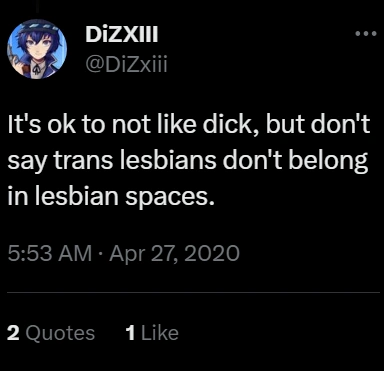 DiZXIII
@DiZxiii
It's ok to not like dick, but don't
say trans lesbians don't belong
in lesbian spaces.
5:53 AM · Apr 27, 2020
2 Quotes 1 Like